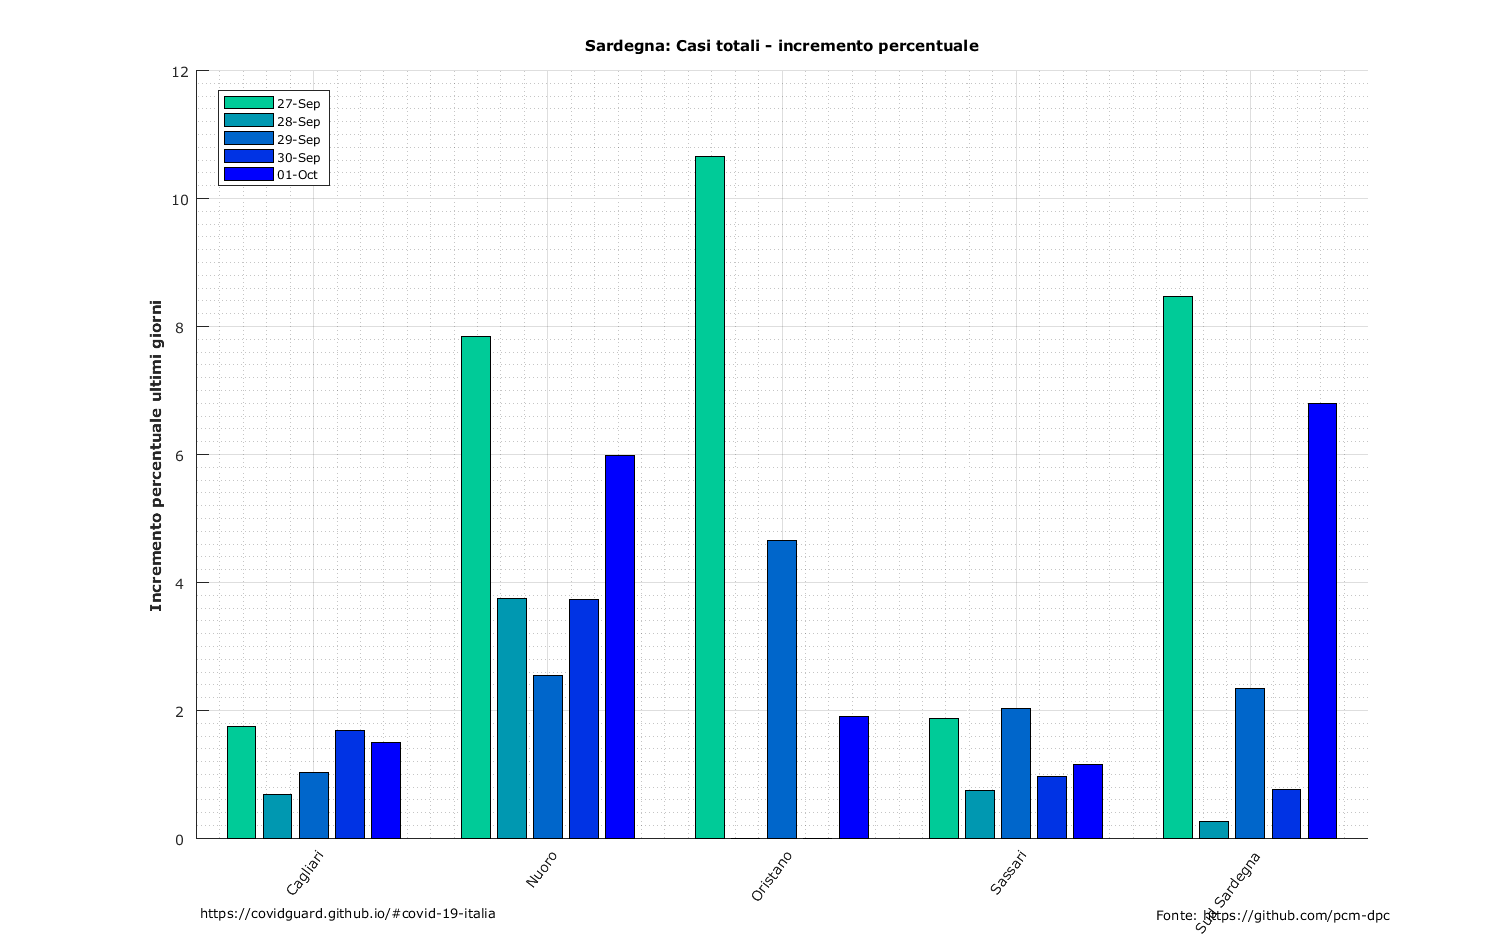 Sardegna: Casi totali - incremento percentuale
12
10
8
6
4
2
0
Incremento percentuale ultimi giorni
27-Sep
28-Sep
29-Sep
30-Sep
01-Oct
Cagliari
Nuoro
Oristano
Sassari
Sud Sardegna
https://covidguard.github.io/#covid-19-italia
Fonte: https://github.com/pcm-dpc